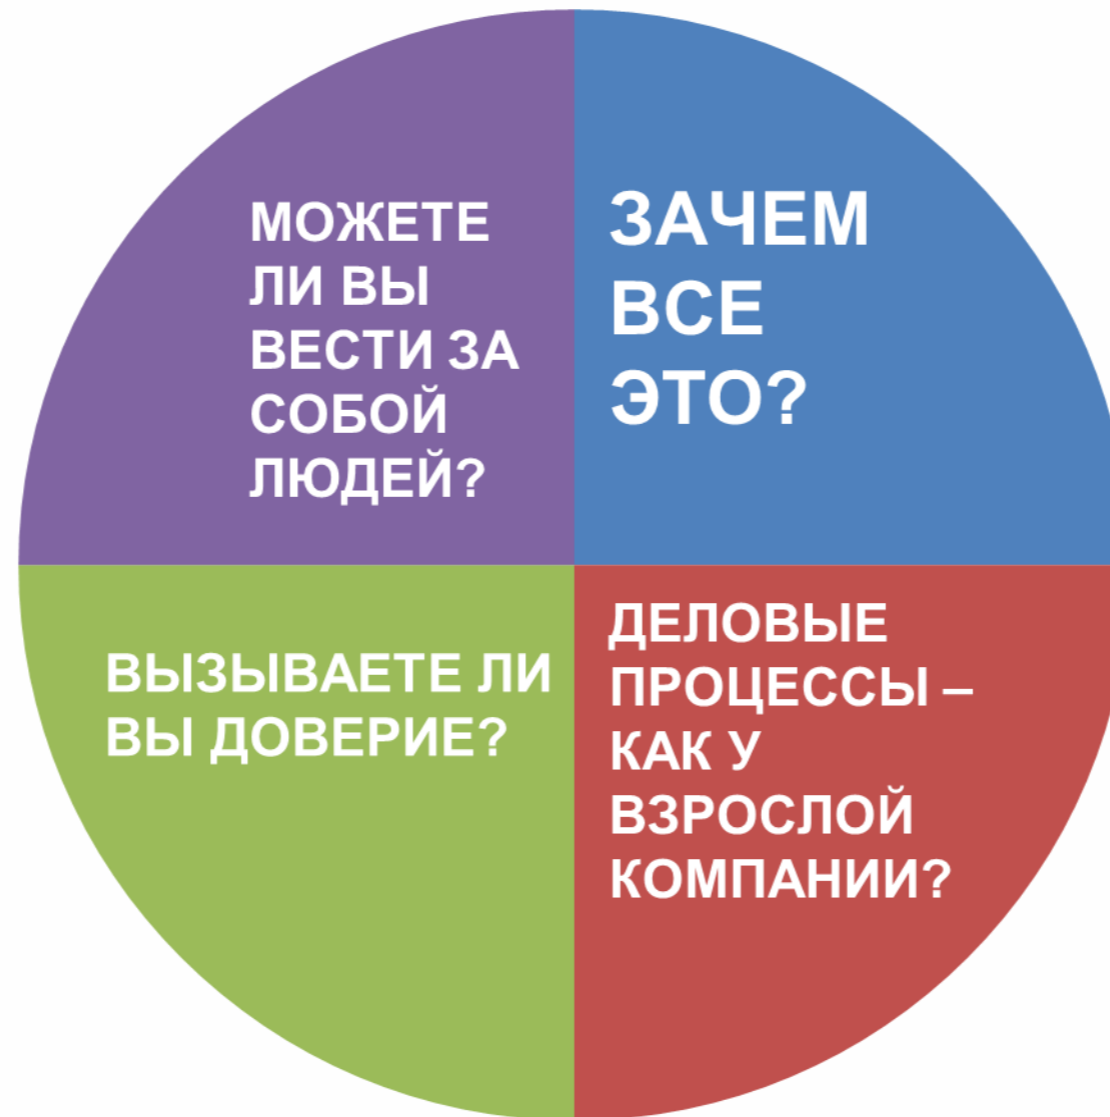 МОЖЕТЕ
ЛИ ВЫ
ВЕСТИ ЗА
СОБОЙ
ЛЮДЕЙ?
ЗАЧЕМ
ВСЕ
ЭТО?
ВЫЗЫВАЕТЕ ЛИ
ВЫ ДОВЕРИЕ?
ДЕЛОВЫЕ
ПРОЦЕССЫ –
КАК У
ВЗРОСЛОЙ
КОМПАНИИ?